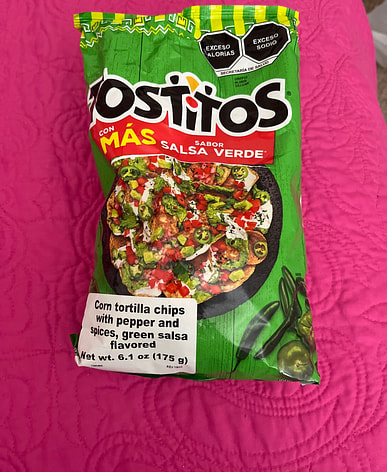 EXCESO
CALORÍAS
EXCESO
SODIO
SECRETARÍA DE SALUD
TOSTiTOS
CON
MÁS
SABOR
SALSA VERDE
Corn tortilla chips
with pepper and
spices, green salsa
flavored
Net wt. 6.1 oz (175 g)